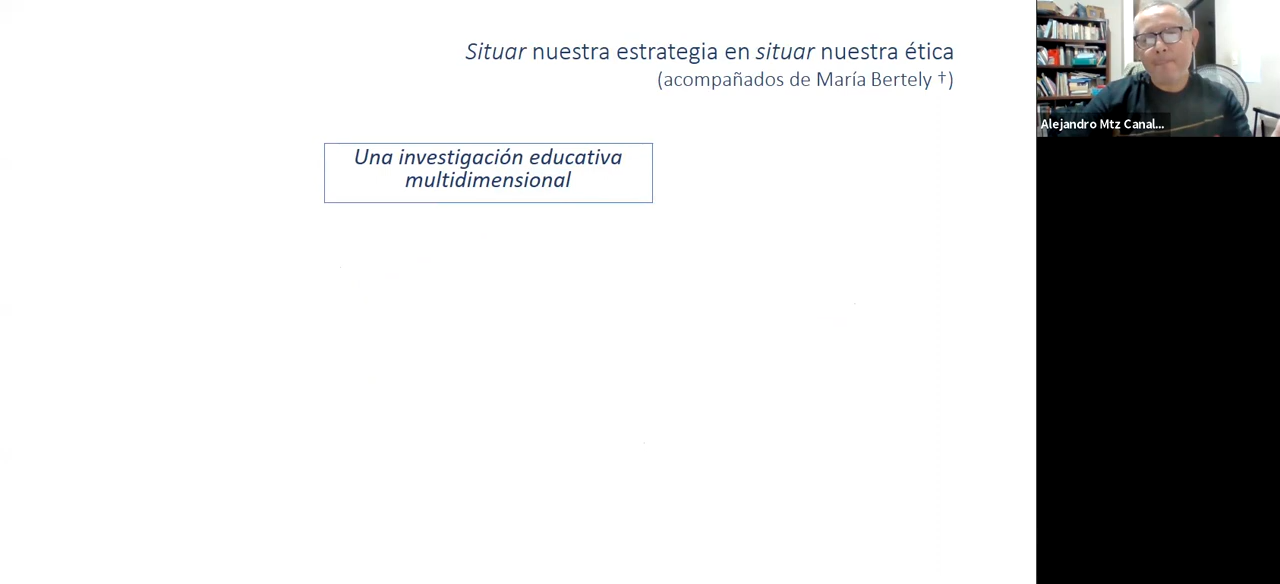 Situar nuestra estrategia en situar nuestra ética
(acompañados de María Bertely †)
Una investigación educativa
multidimensional
Alejandro Mtz Canal...